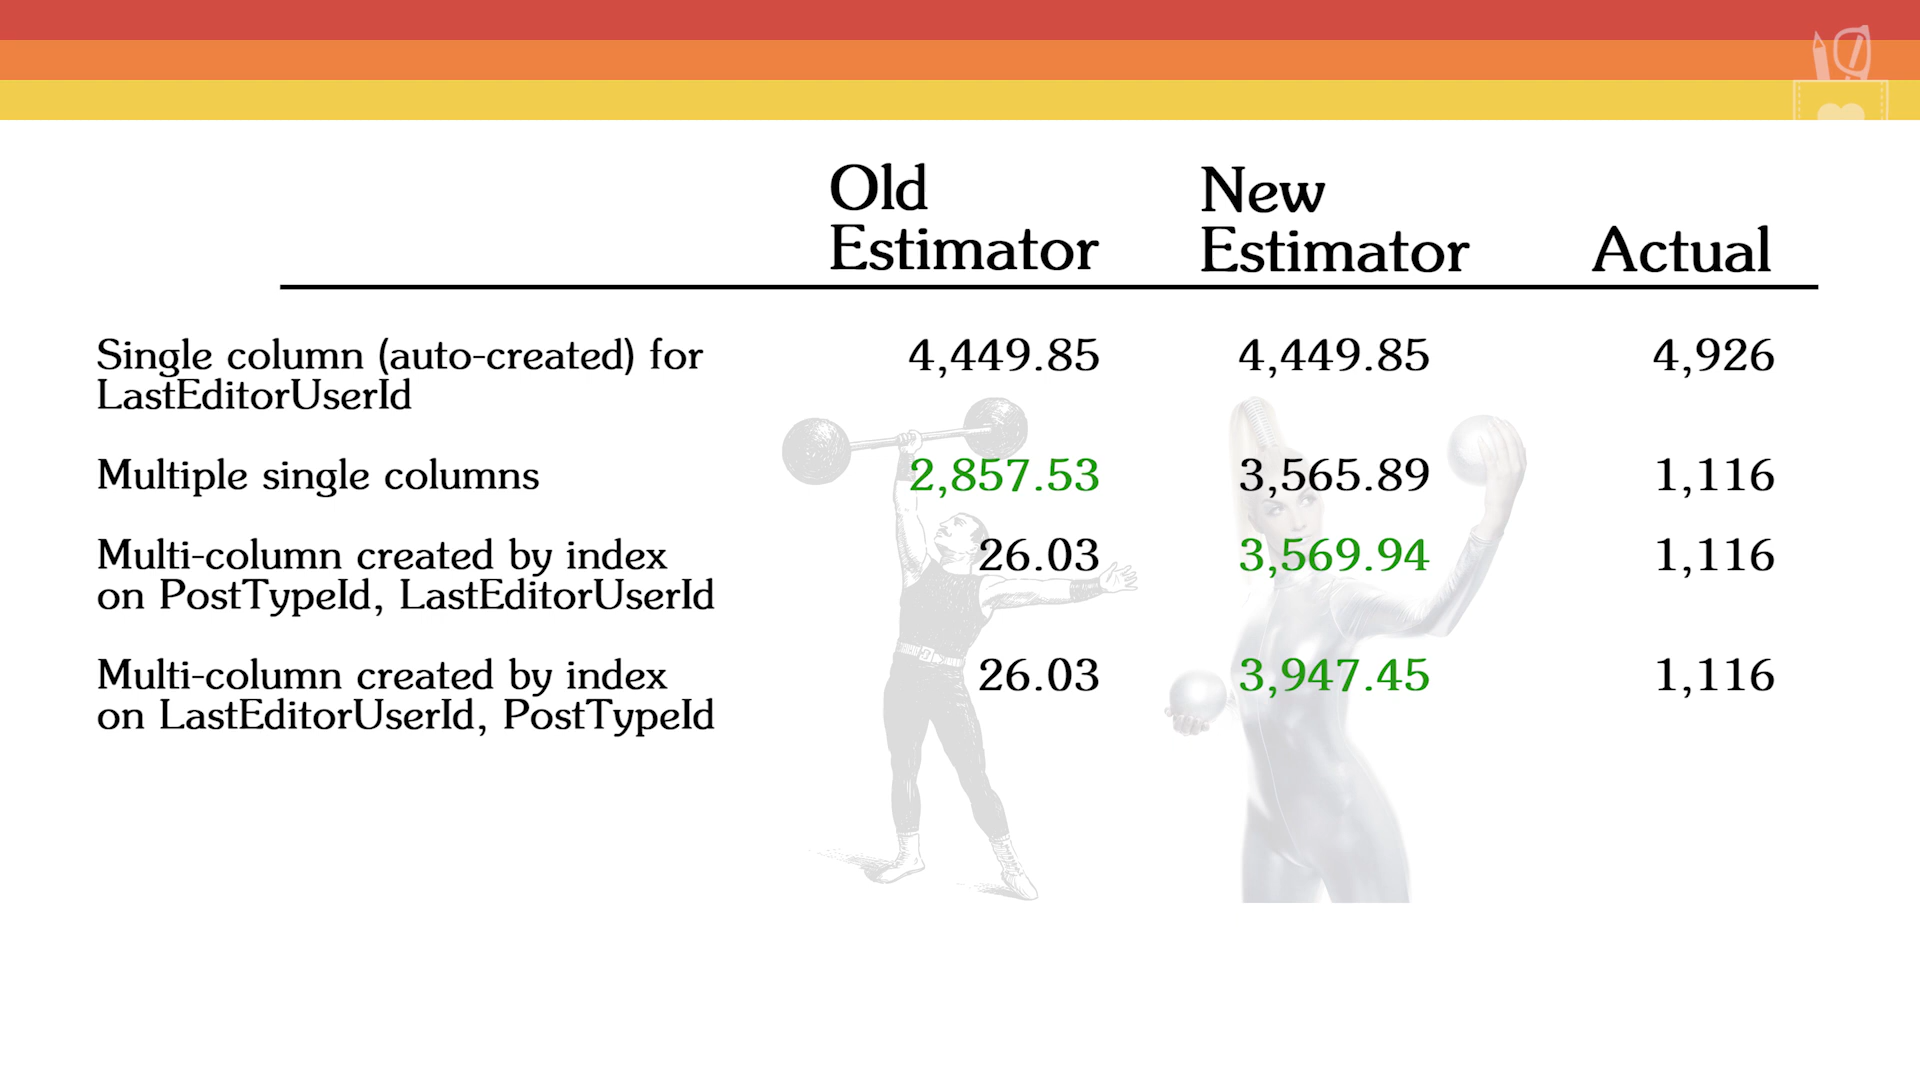 Old
Estimator
New
Estimator
Actual
Single column (auto-created) for
LastEditorUserId
4,449.85
4,449.85
4,926
Multiple single columns
2,857.53
3,565.89
1,116
Multi-column created by index
on PostTypeId, LastEditorUserId
26.03
3,569.94
1,116
Multi-column created by index
on LastEditorUserId, PostTypeId
26.03
3,947.45
1,116